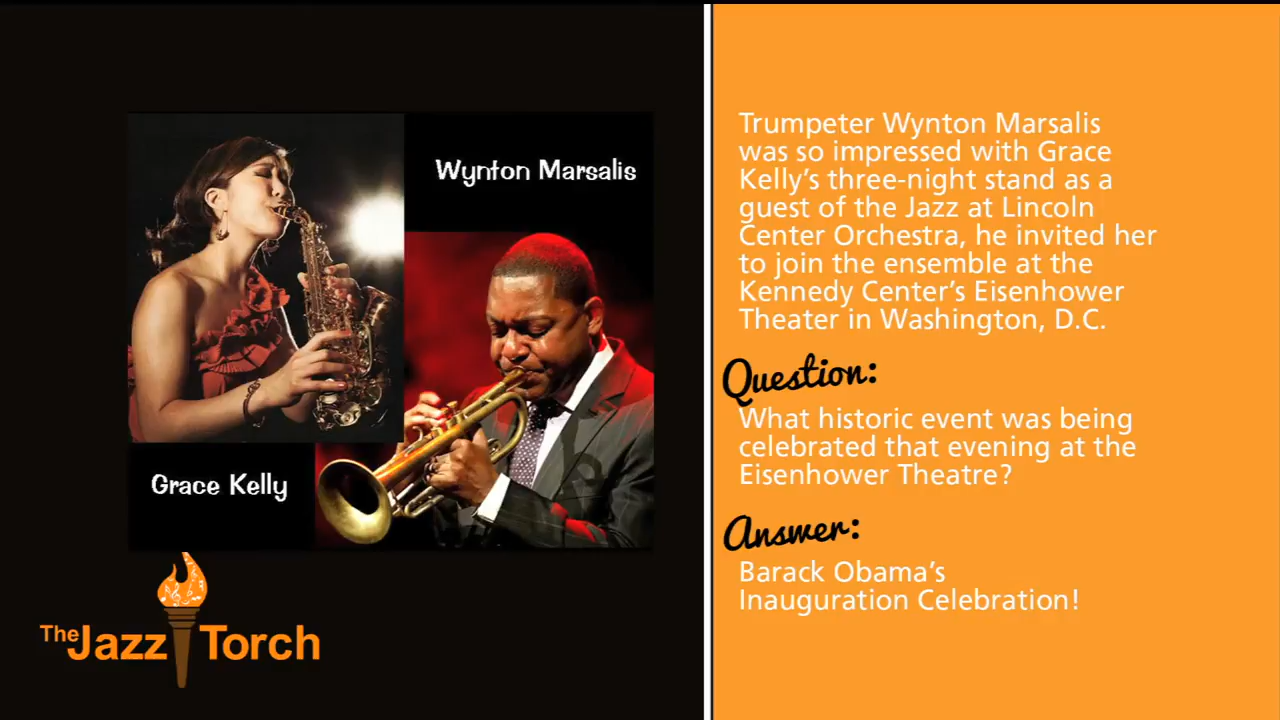 Wynton Marsalis
Grace Kelly
The Jazz Torch
Trumpeter Wynton Marsalis
was so impressed with Grace
Kelly’s three-night stand as a
guest of the Jazz at Lincoln
Center Orchestra, he invited her
to join the ensemble at the
Kennedy Center’s Eisenhower
Theater in Washington, D.C.
Question:
What historic event was being
celebrated that evening at the
Eisenhower Theatre?
Answer:
Barack Obama’s
Inauguration Celebration!